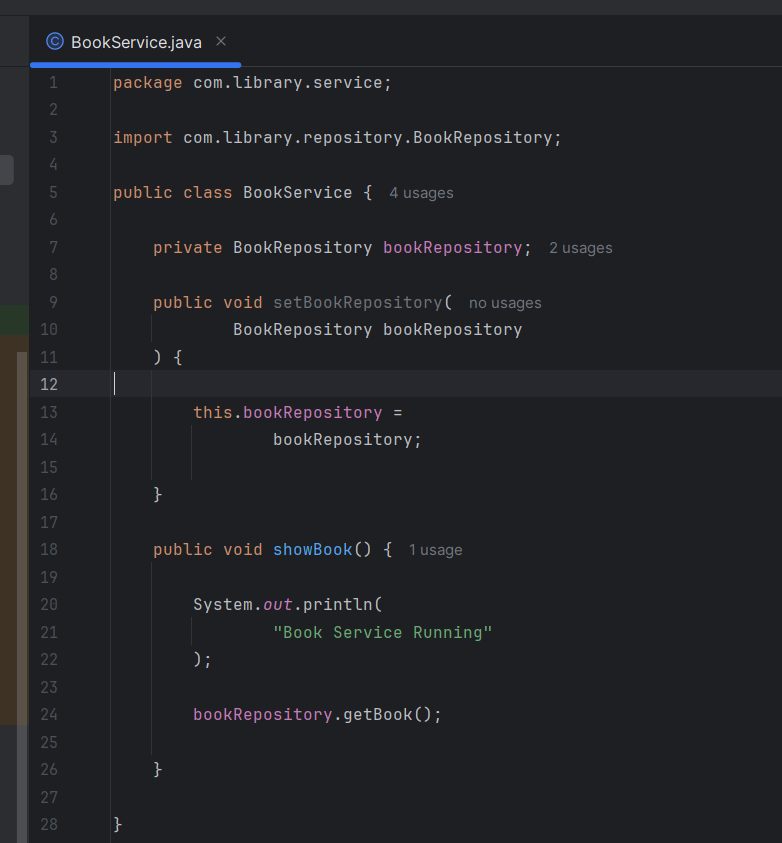 BookService.java
1 package com.library.service;
2
3 import com.library.repository.BookRepository;
4
5 public class BookService { 4 usages
6
7 private BookRepository bookRepository; 2 usages
8
9 public void setBookRepository( no usages
10 BookRepository bookRepository
11 ) {
12
13 this.bookRepository =
14 bookRepository;
15
16 }
17
18 public void showBook() { 1 usage
19
20 System.out.println(
21 "Book Service Running"
22 );
23
24 bookRepository.getBook();
25
26 }
27
28 }